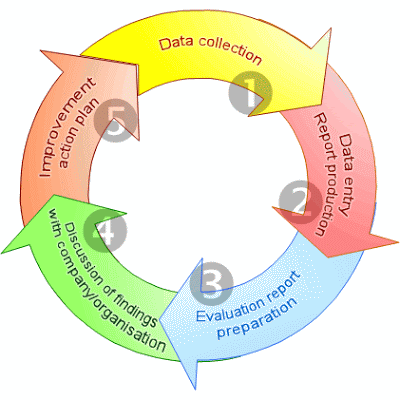 Data collection
1
Data entry
Report production
2
Evaluation report
preparation
3
Discussion of findings
with company/organisation
4
Improvement
action plan
5